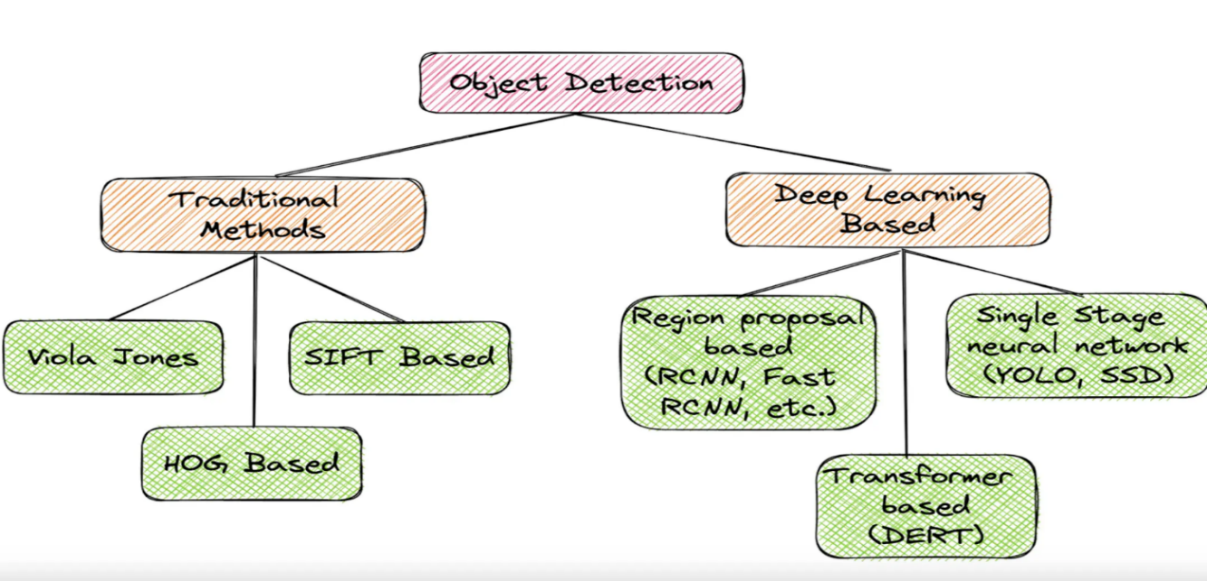 Object Detection
Traditional
Methods
Deep Learning
Based
Viola Jones
SIFT Based
HOG Based
Region proposal
based
(RCNN, Fast
RCNN, etc.)
Single Stage
neural network
(YOLO, SSD)
Transformer
based
(DERT)